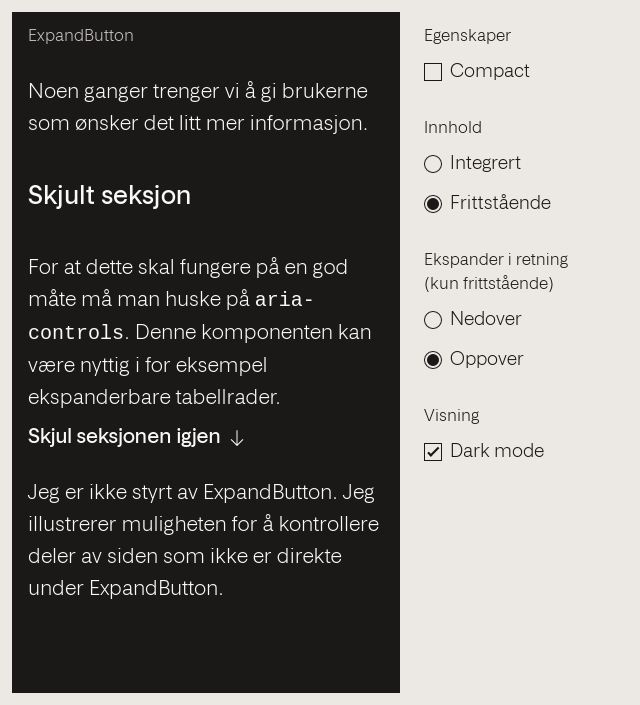 ExpandButton
Noen ganger trenger vi å gi brukerne
som ønsker det litt mer informasjon.
Skjult seksjon
For at dette skal fungere på en god
måte må man huske på aria-
controls. Denne komponenten kan
være nyttig i for eksempel
ekspanderbare tabellrader.
Skjul seksjonen igjen
Jeg er ikke styrt av ExpandButton. Jeg
illustrerer muligheten for å kontrollere
deler av siden som ikke er direkte
under ExpandButton.
Egenskaper
Compact
Innhold
Integrert
Frittstående
Ekspander i retning
(kun frittstående)
Nedover
Oppover
Visning
Dark mode